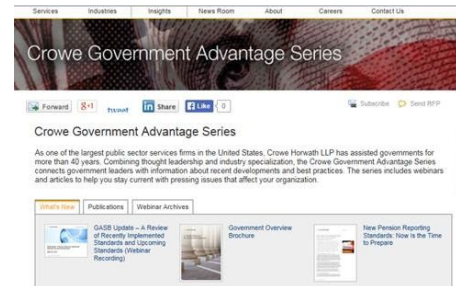 Services Industries Insights News Room About Careers Contact Us
Crowe Government Advantage Series
Forward +1 tweet in Share Like 0 Subscribe Send RFP
Crowe Government Advantage Series
As one of the largest public sector services firms in the United States, Crowe Horwath LLP has assisted governments for
more than 40 years. Combining thought leadership and industry specialization, the Crowe Government Advantage Series
connects government leaders with information about recent developments and best practices. The series includes webinars
and articles to help you stay current with pressing issues that affect your organization.
What's New Publications Webinar Archives
GASB Update – A Review
of Recently Implemented
Standards and Upcoming
Standards (Webinar
Recording)
Government Overview
Brochure
New Pension Reporting
Standards: Now Is the Time
to Prepare